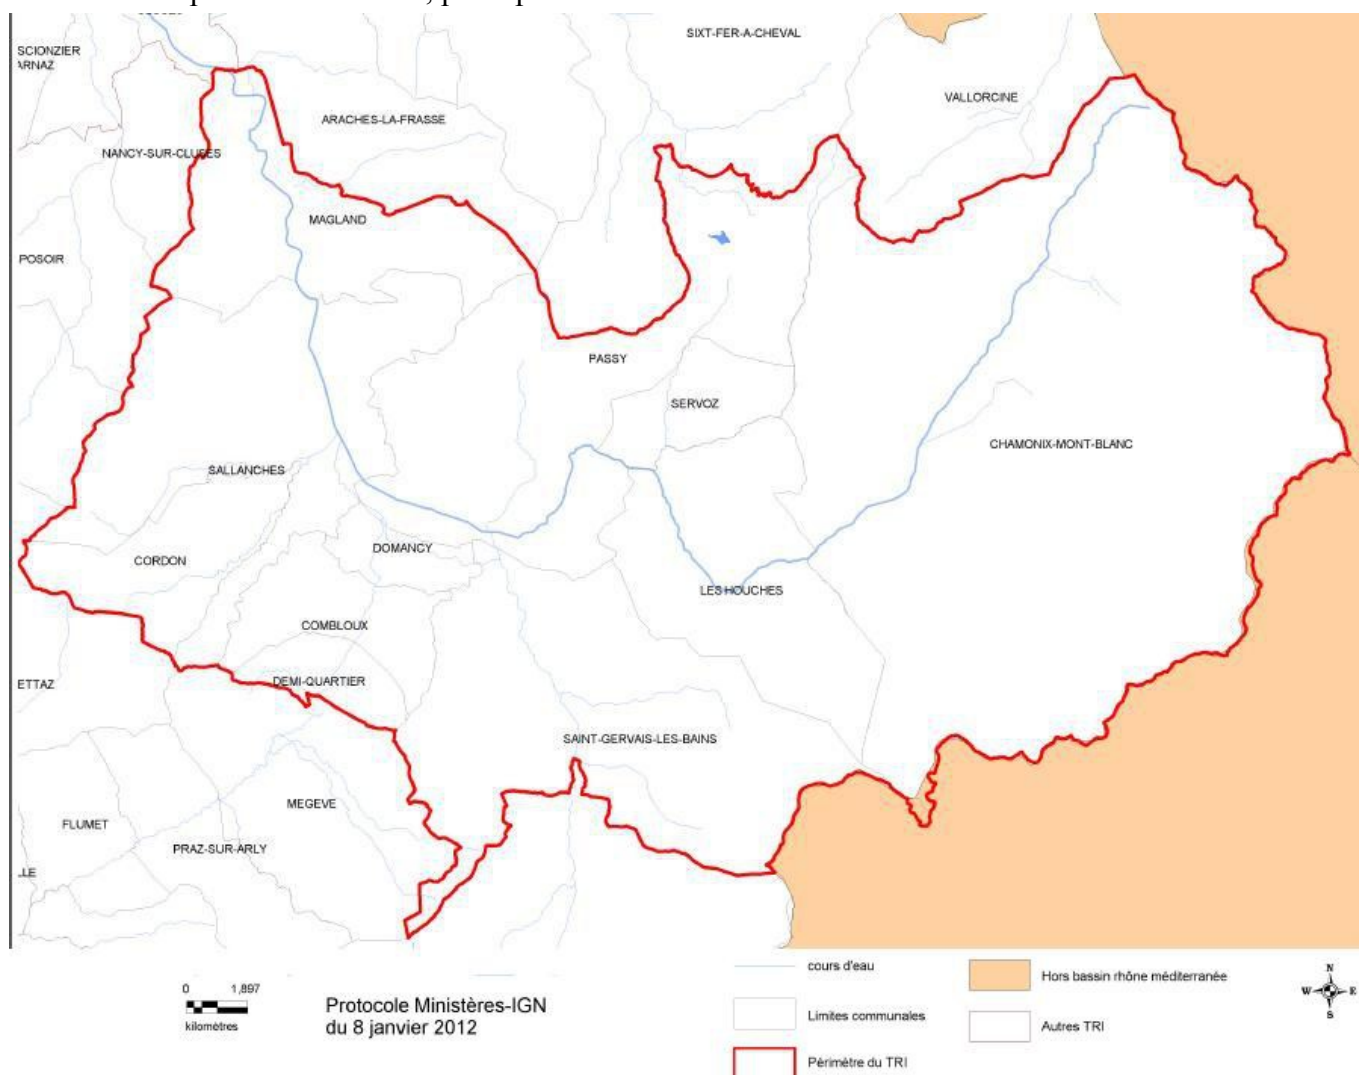 SIXT-FER-A-CHEVAL
SCIONZIER
ARNAZ
VALLORCINE
ARACHES-LA-FRASSE
NANCY-SUR-CLUSES
MAGLAND
POSOIR
PASSY
SERVOZ
CHAMONIX-MONT-BLANC
SALLANCHES
DOMANCY
CORDON
LES HOUCHES
COMBLOUX
ETTAZ
DEMI-QUARTIER
SAINT-GERVAIS-LES-BAINS
MEGEVE
FLUMET
PRAZ-SUR-ARLY
LE
cours d'eau
N
Hors bassin rhône méditerranée
W E
S
0 1,897
kilomètres
Protocole Ministères-IGN
du 8 janvier 2012
Limites communales
Autres TRI
Périmètre du TRI